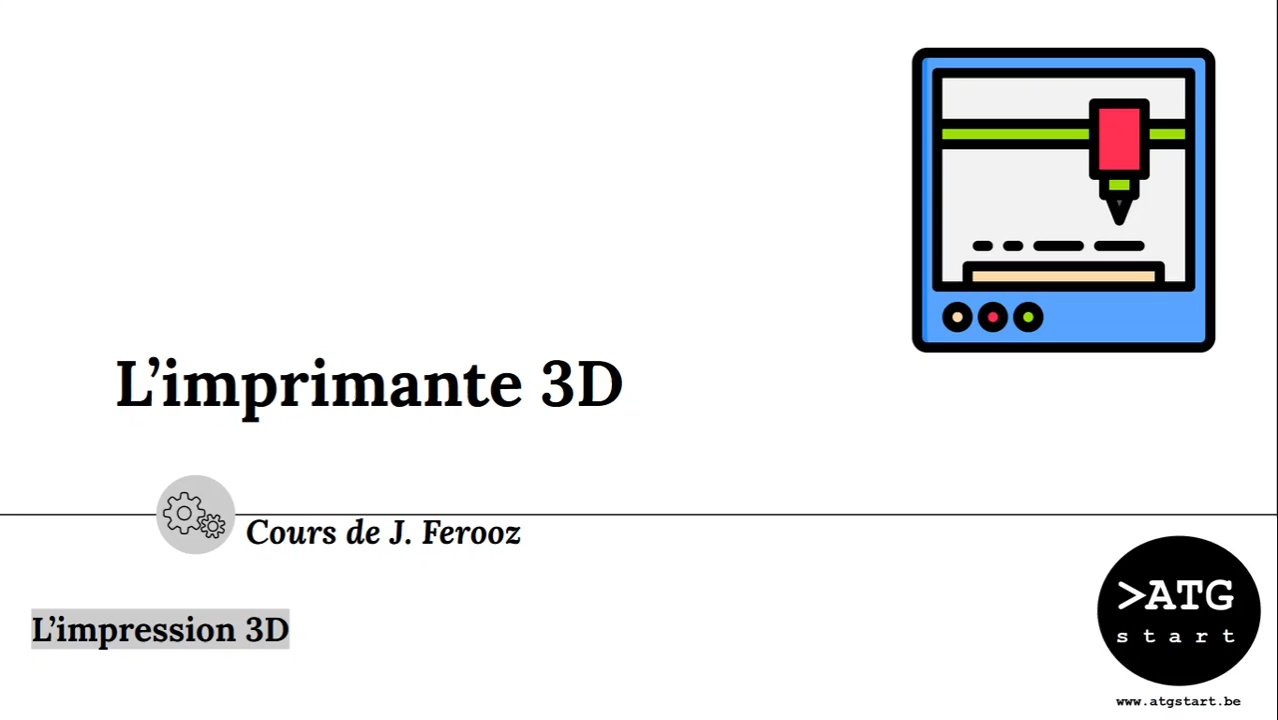 L’imprimante 3D
Cours de J. Ferooz
L’impression 3D
>ATG
start
www.atgstart.be